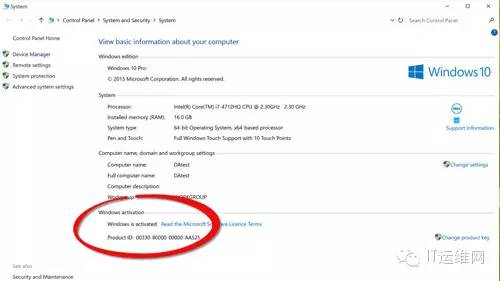 System
Control Panel > System and Security > System
Search Control Panel
Control Panel Home
Device Manager
Remote settings
System protection
Advanced system settings
View basic information about your computer
Windows edition
Windows 10 Pro
© 2015 Microsoft Corporation. All rights reserved.
Windows 10
System
Processor: Intel(R) Core(TM) i7-4712HQ CPU @ 2.30GHz 2.30 GHz
Installed memory (RAM): 16.0 GB
System type: 64-bit Operating System, x64-based processor
Pen and Touch: Full Windows Touch Support with 10 Touch Points
DELL
Support information
Computer name, domain and workgroup settings
Computer name: DAtest
Full computer name: DAtest
Computer description:
Change settings
Windows activation
Windows is activated Read the Microsoft Software Licence Terms
Product ID: 00330-80000-00000-AA525
Change product key
See also
Security and Maintenance
IT运维网